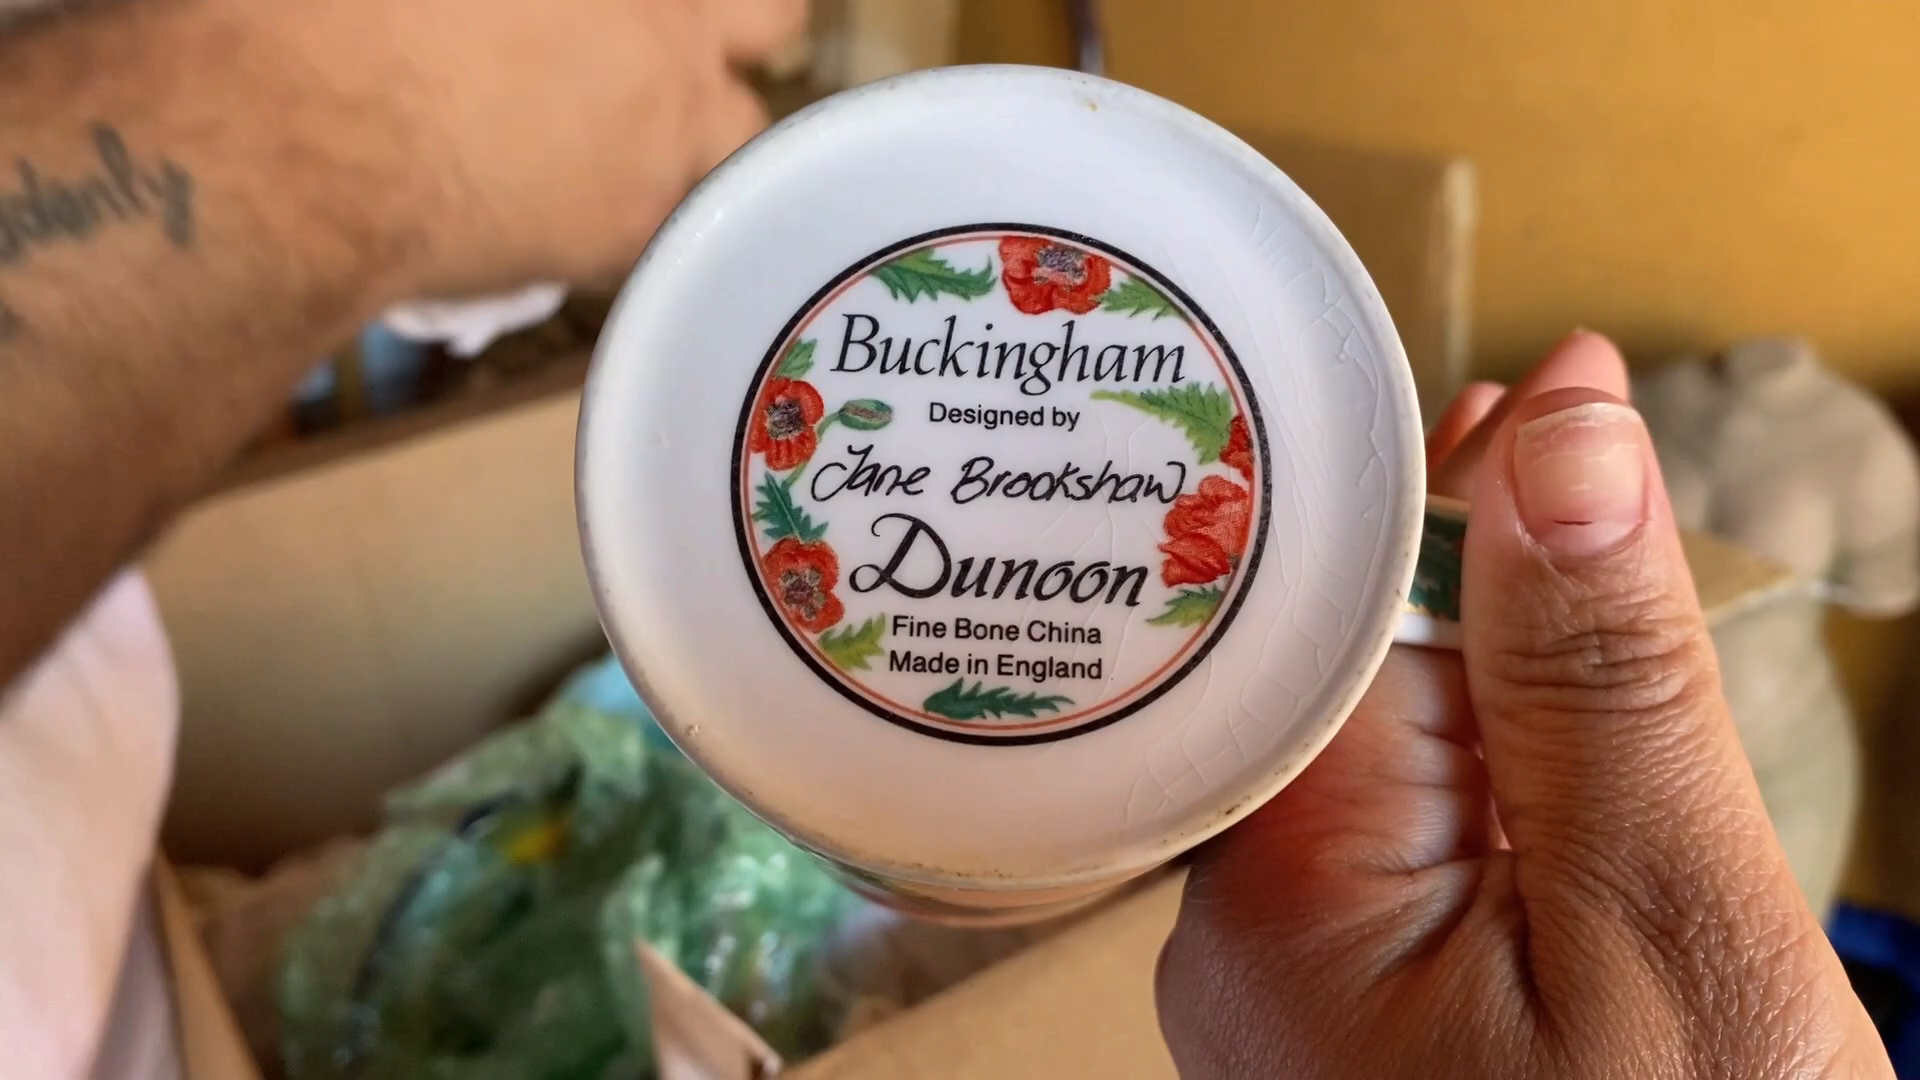 Buckingham
Designed by
Jane Brookshaw
Dunoon
Fine Bone China
Made in England